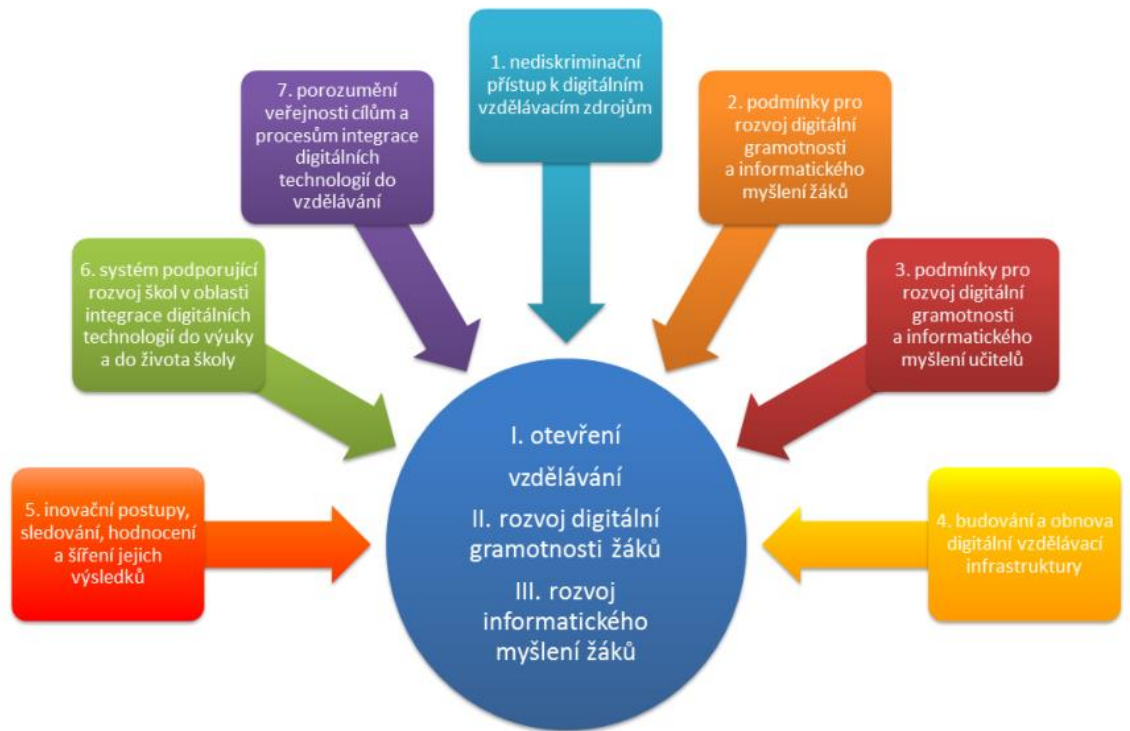 1. nediskriminační
přístup k digitálním
vzdělávacím zdrojům
2. podmínky pro
rozvoj digitální
gramotnosti
a informatického
myšlení žáků
3. podmínky pro
rozvoj digitální
gramotnosti
a informatického
myšlení učitelů
4. budování a obnova
digitální vzdělávací
infrastruktury
5. inovační postupy,
sledování, hodnocení
a šíření jejich
výsledků
6. systém podporující
rozvoj škol v oblasti
integrace digitálních
technologií do výuky
a do života školy
7. porozumění
veřejnosti cílům a
procesům integrace
digitálních
technologií do
vzdělávání
I. otevření
vzdělávání
II. rozvoj digitální
gramotnosti žáků
III. rozvoj
informatického
myšlení žáků